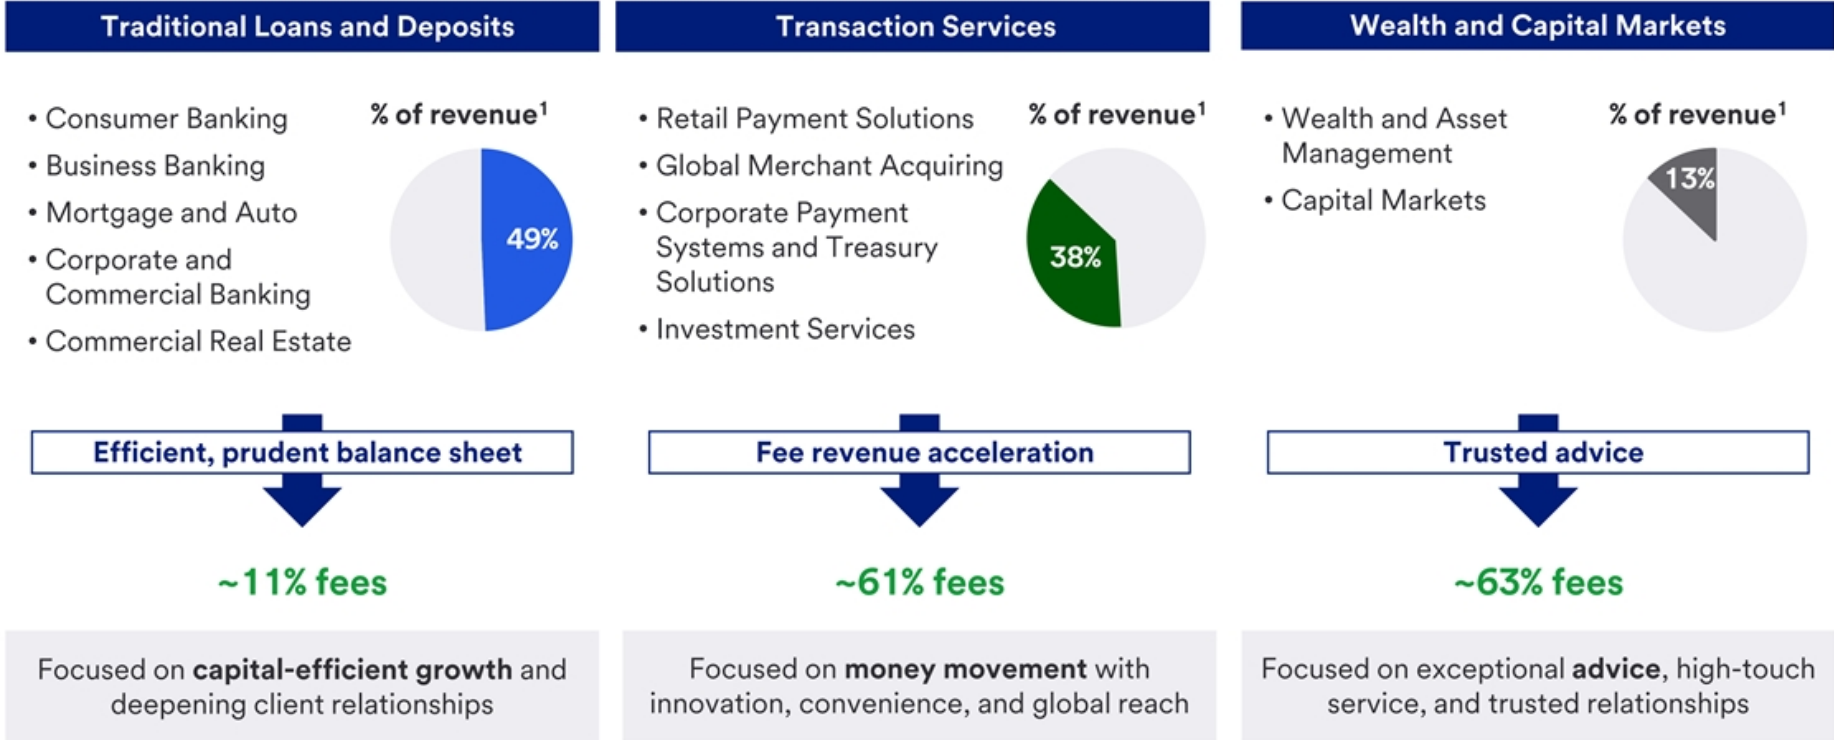 Traditional Loans and Deposits
• Consumer Banking
• Business Banking
• Mortgage and Auto
• Corporate and
Commercial Banking
• Commercial Real Estate
% of revenue¹
49%
Efficient, prudent balance sheet
~11% fees
Focused on capital-efficient growth and
deepening client relationships
Transaction Services
• Retail Payment Solutions
• Global Merchant Acquiring
• Corporate Payment
Systems and Treasury
Solutions
• Investment Services
% of revenue¹
38%
Fee revenue acceleration
~61% fees
Focused on money movement with
innovation, convenience, and global reach
Wealth and Capital Markets
• Wealth and Asset
Management
• Capital Markets
% of revenue¹
13%
Trusted advice
~63% fees
Focused on exceptional advice, high-touch
service, and trusted relationships